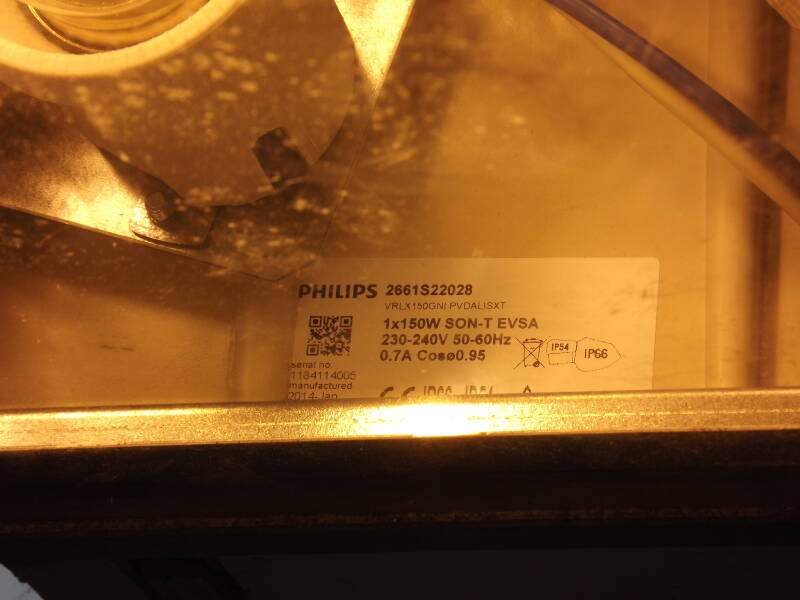 PHILIPS 2661S22028
VRLX150GNI PVDALISXT
1x150W SON-T EVSA
230-240V 50-60Hz
0.7A Cosø0.95
IP54
IP66
serial no.
1134114005
manufactured
2014-Jan